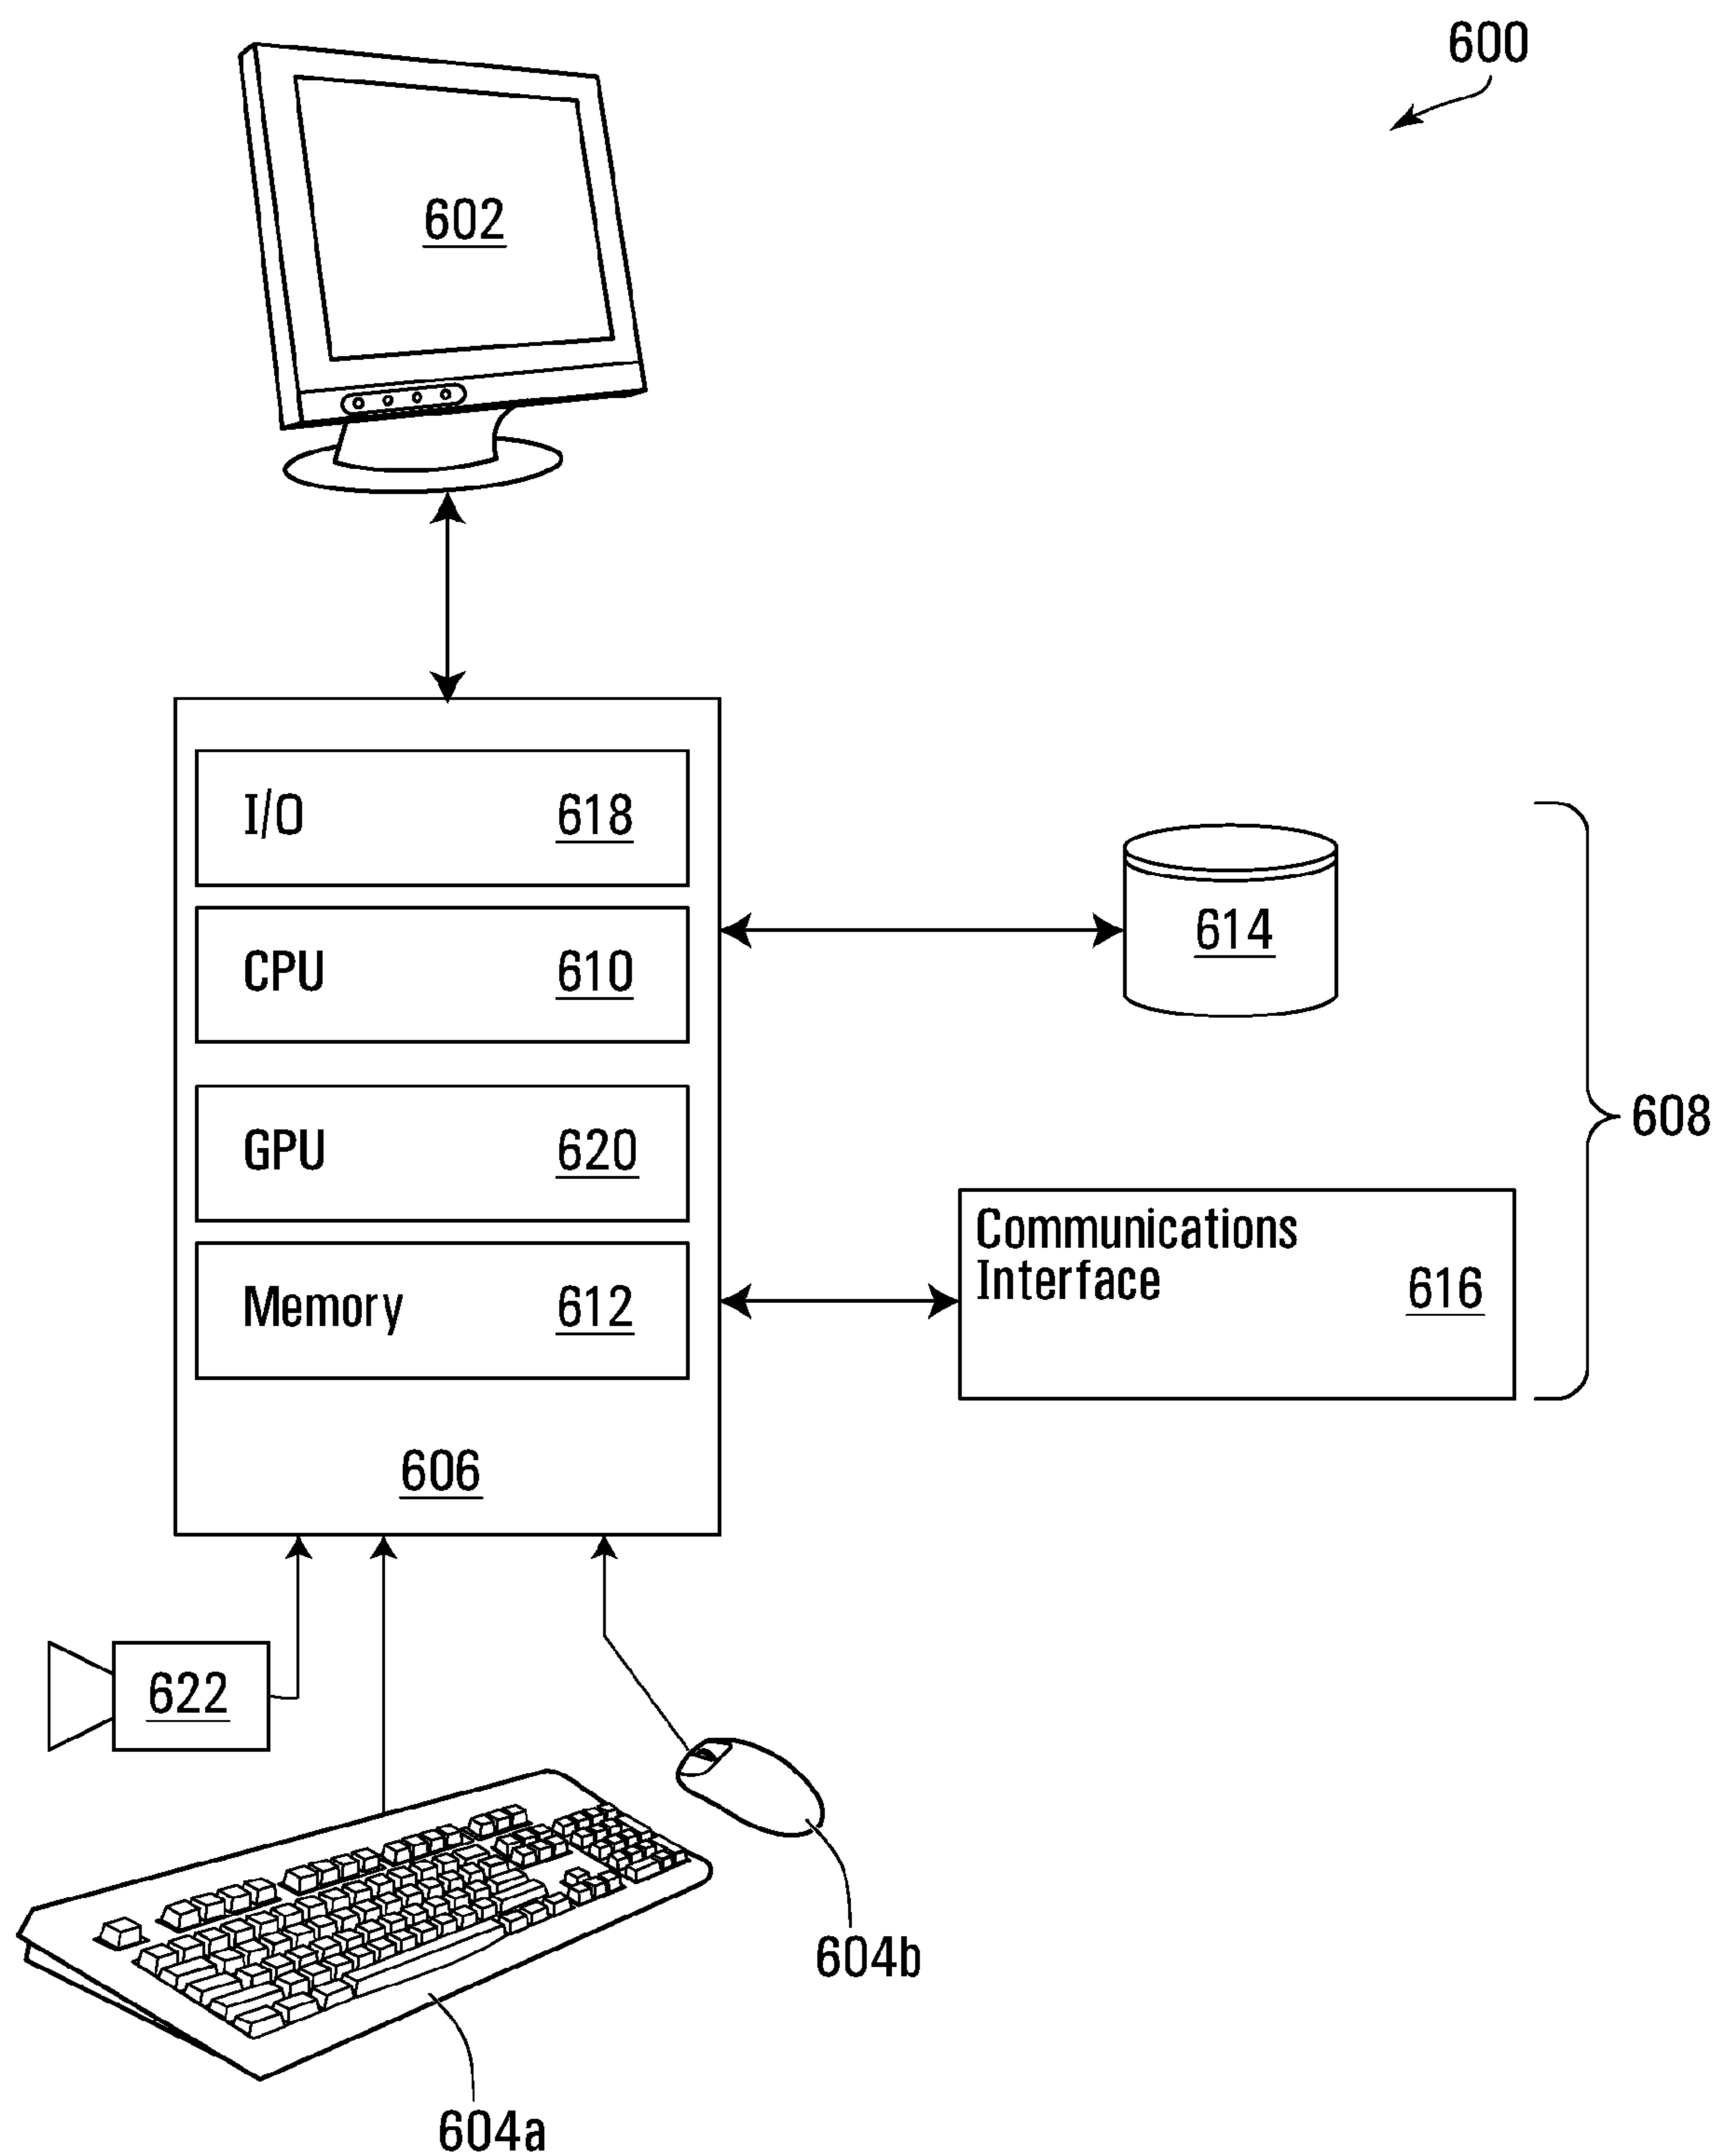 600
602
I/O 618
CPU 610
614
GPU 620
608
Communications
Interface 616
Memory 612
606
622
604b
604a